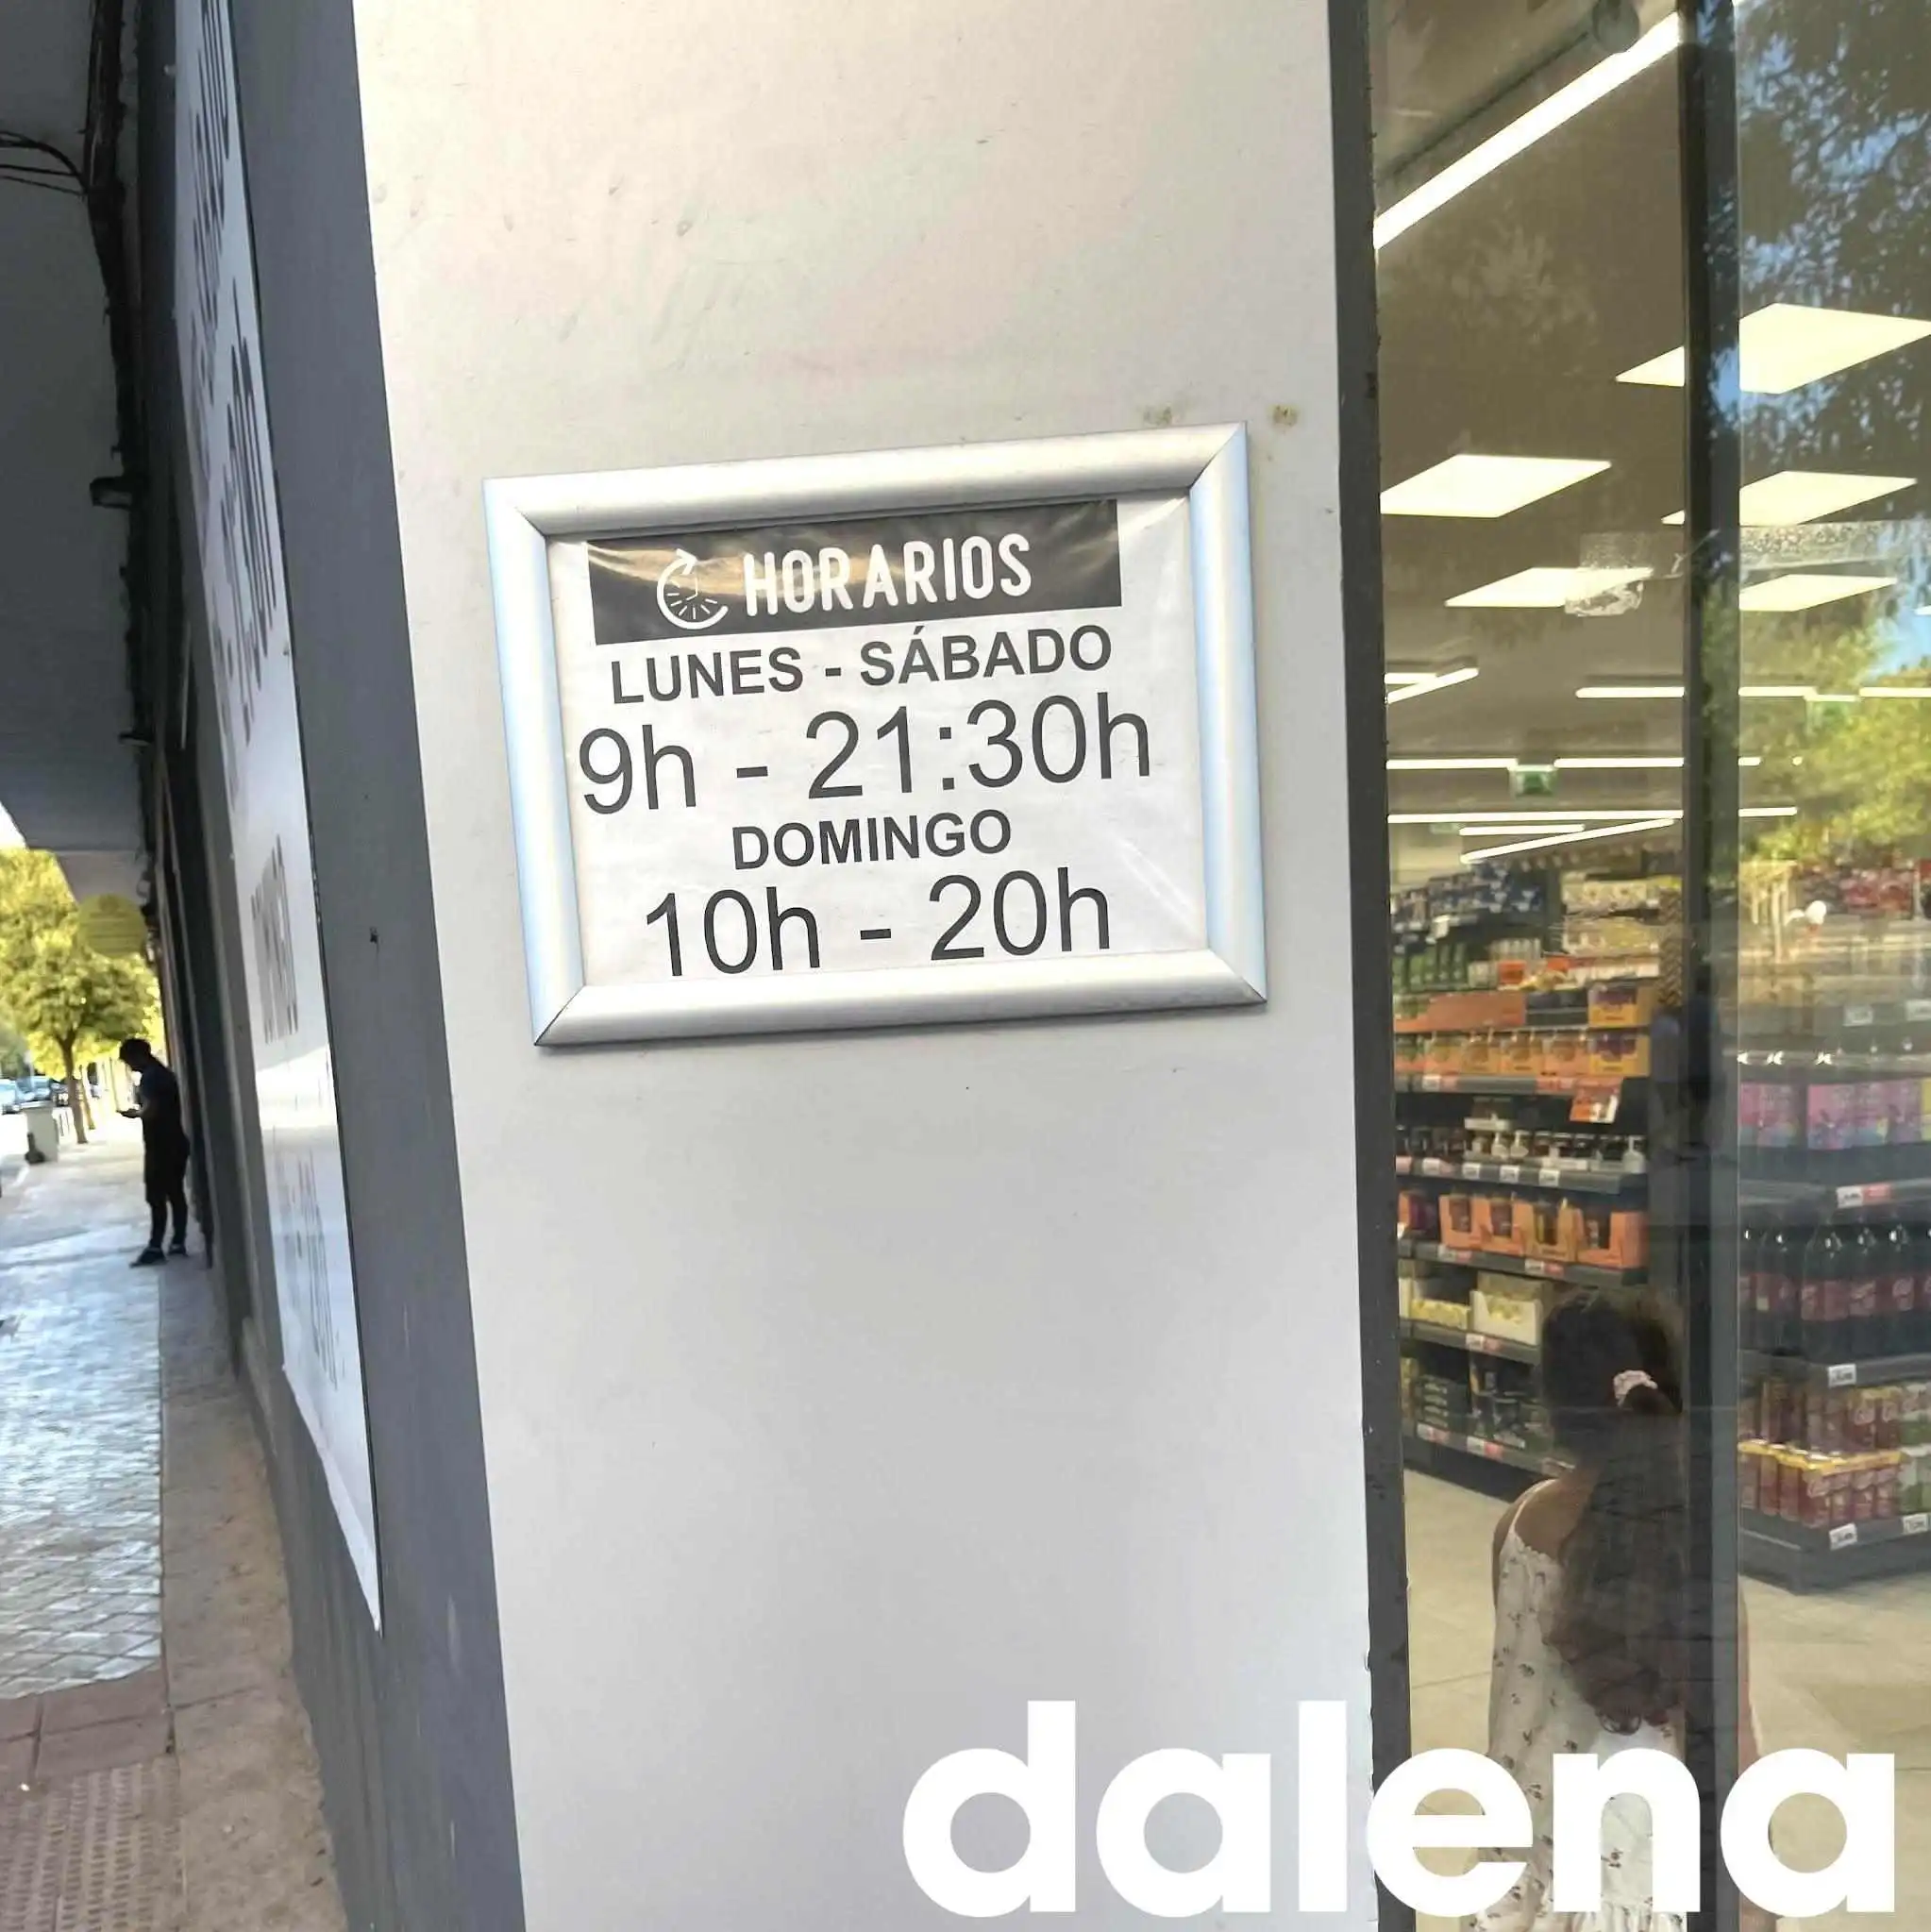 HORARIOS
LUNES - SÁBADO
9h - 21:30h
DOMINGO
10h - 20h
dalena